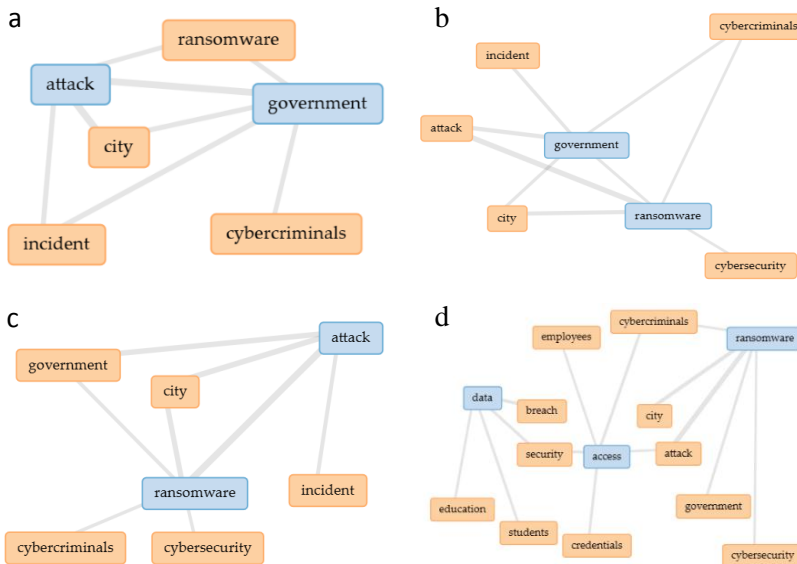 a
ransomware
attack
government
city
incident
cybercriminals
b
cybercriminals
incident
attack
government
city
ransomware
cybersecurity
c
attack
government
city
ransomware
incident
cybercriminals
cybersecurity
d
cybercriminals
employees
ransomware
data
breach
city
security
access
attack
education
government
students
credentials
cybersecurity